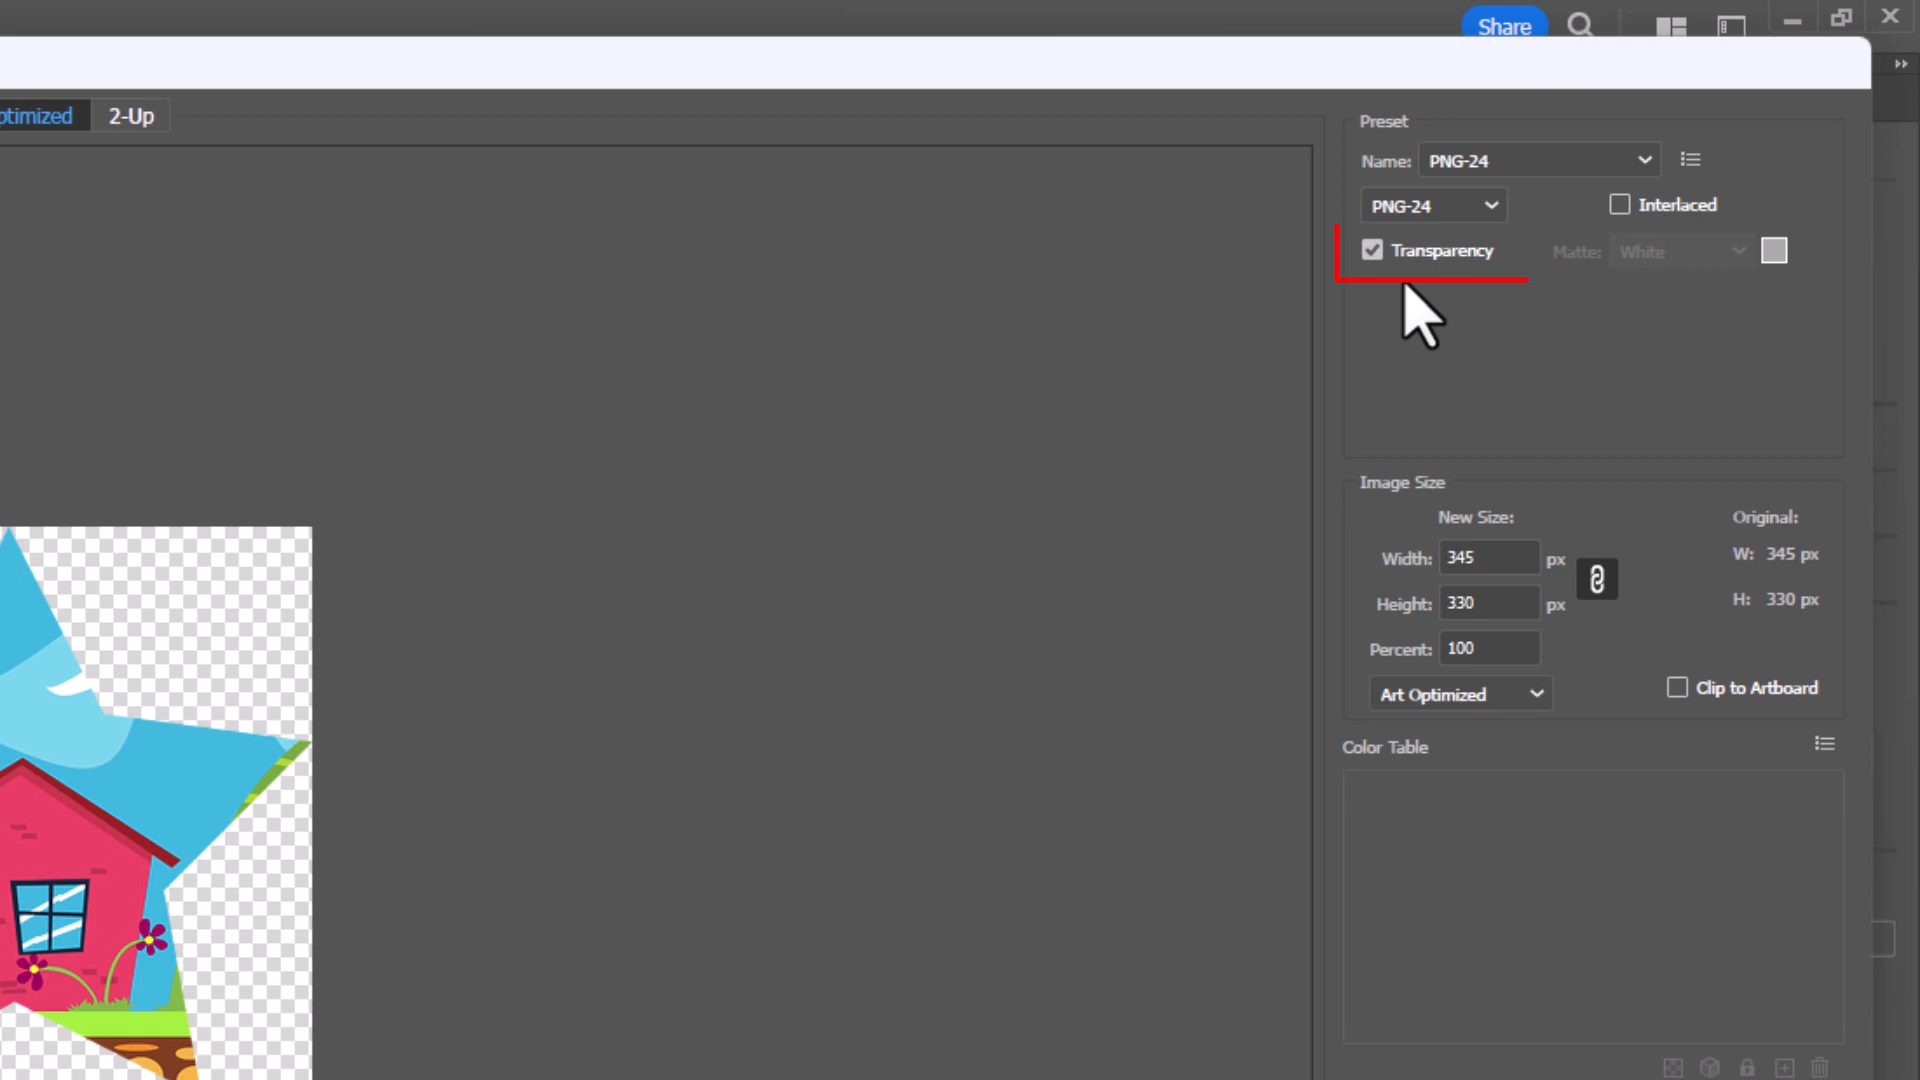 Share
ptimized 2-Up
Preset
Name: PNG-24
PNG-24 Interlaced
Transparency Matte: White
Image Size
New Size: Original:
Width: 345 px W: 345 px
Height: 330 px H: 330 px
Percent: 100
Art Optimized Clip to Artboard
Color Table